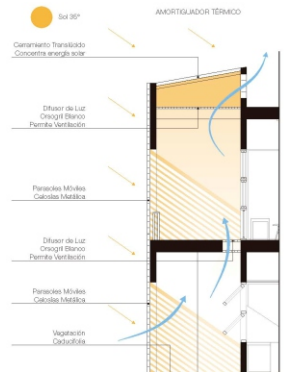 Sol 35°
AMORTIGUADOR TÉRMICO
Cerramiento Translúcido
Concentra energía solar
Difusor de Luz
Orsogril Blanco
Permite Ventilación
Parasoles Móviles
Celosías Metálica
Difusor de Luz
Orsogril Blanco
Permite Ventilación
Parasoles Móviles
Celosías Metálica
Vegetación
Caducifolia